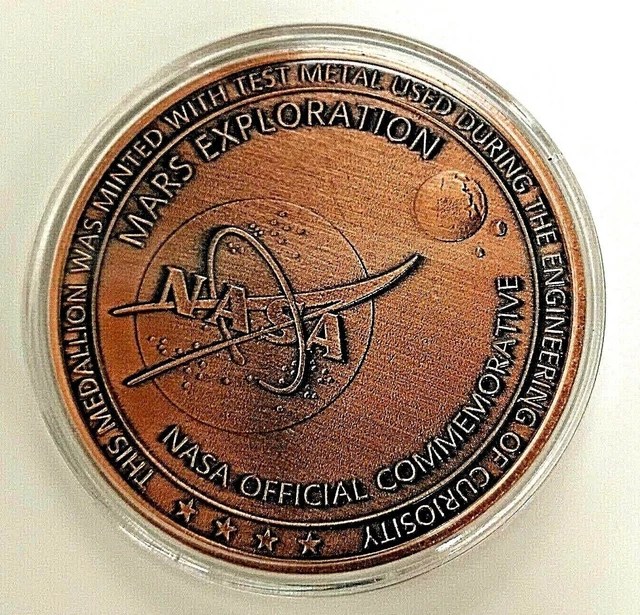 THIS MEDALLION WAS MINTED WITH TEST METAL USED DURING THE ENGINEERING OF CURIOSITY
MARS EXPLORATION
NASA
NASA OFFICIAL COMMEMORATIVE